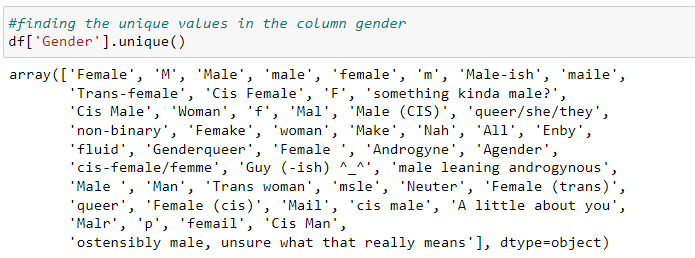 #finding the unique values in the column gender
df['Gender'].unique()
array(['Female', 'M', 'Male', 'male', 'female', 'm', 'Male-ish', 'maile',
'Trans-female', 'Cis Female', 'F', 'something kinda male?',
'Cis Male', 'Woman', 'f', 'Mal', 'Male (CIS)', 'queer/she/they',
'non-binary', 'Femake', 'woman', 'Make', 'Nah', 'All', 'Enby',
'fluid', 'Genderqueer', 'Female ', 'Androgyne', 'Agender',
'cis-female/femme', 'Guy (-ish) ^_^', 'male leaning androgynous',
'Male ', 'Man', 'Trans woman', 'msle', 'Neuter', 'Female (trans)',
'queer', 'Female (cis)', 'Mail', 'cis male', 'A little about you',
'Malr', 'p', 'femail', 'Cis Man',
'ostensibly male, unsure what that really means'], dtype=object)